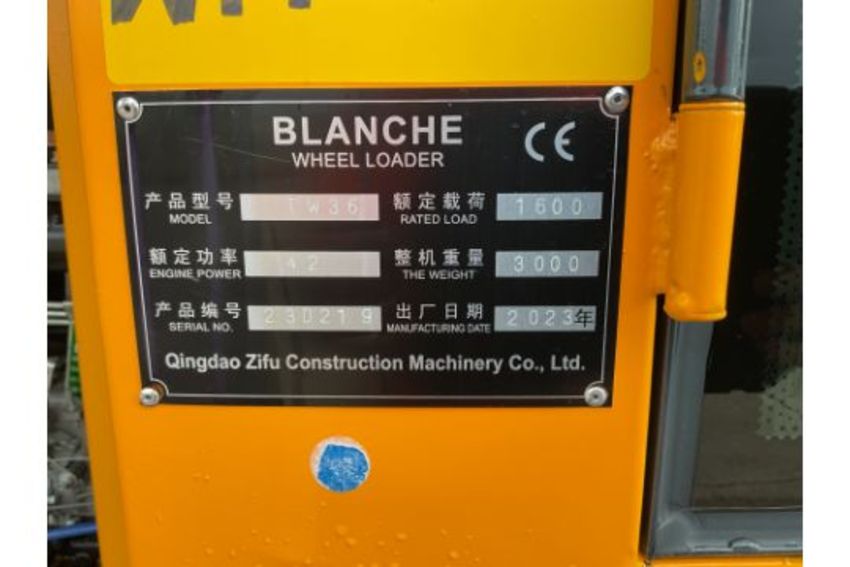 BLANCHE
WHEEL LOADER
CE
产品型号 TW36 额定载荷 1600
MODEL RATED LOAD
额定功率 42 整机重量 3000
ENGINE POWER THE WEIGHT
产品编号 230219 出厂日期 2023年
SERIAL NO. MANUFACTURING DATE
Qingdao Zifu Construction Machinery Co., Ltd.